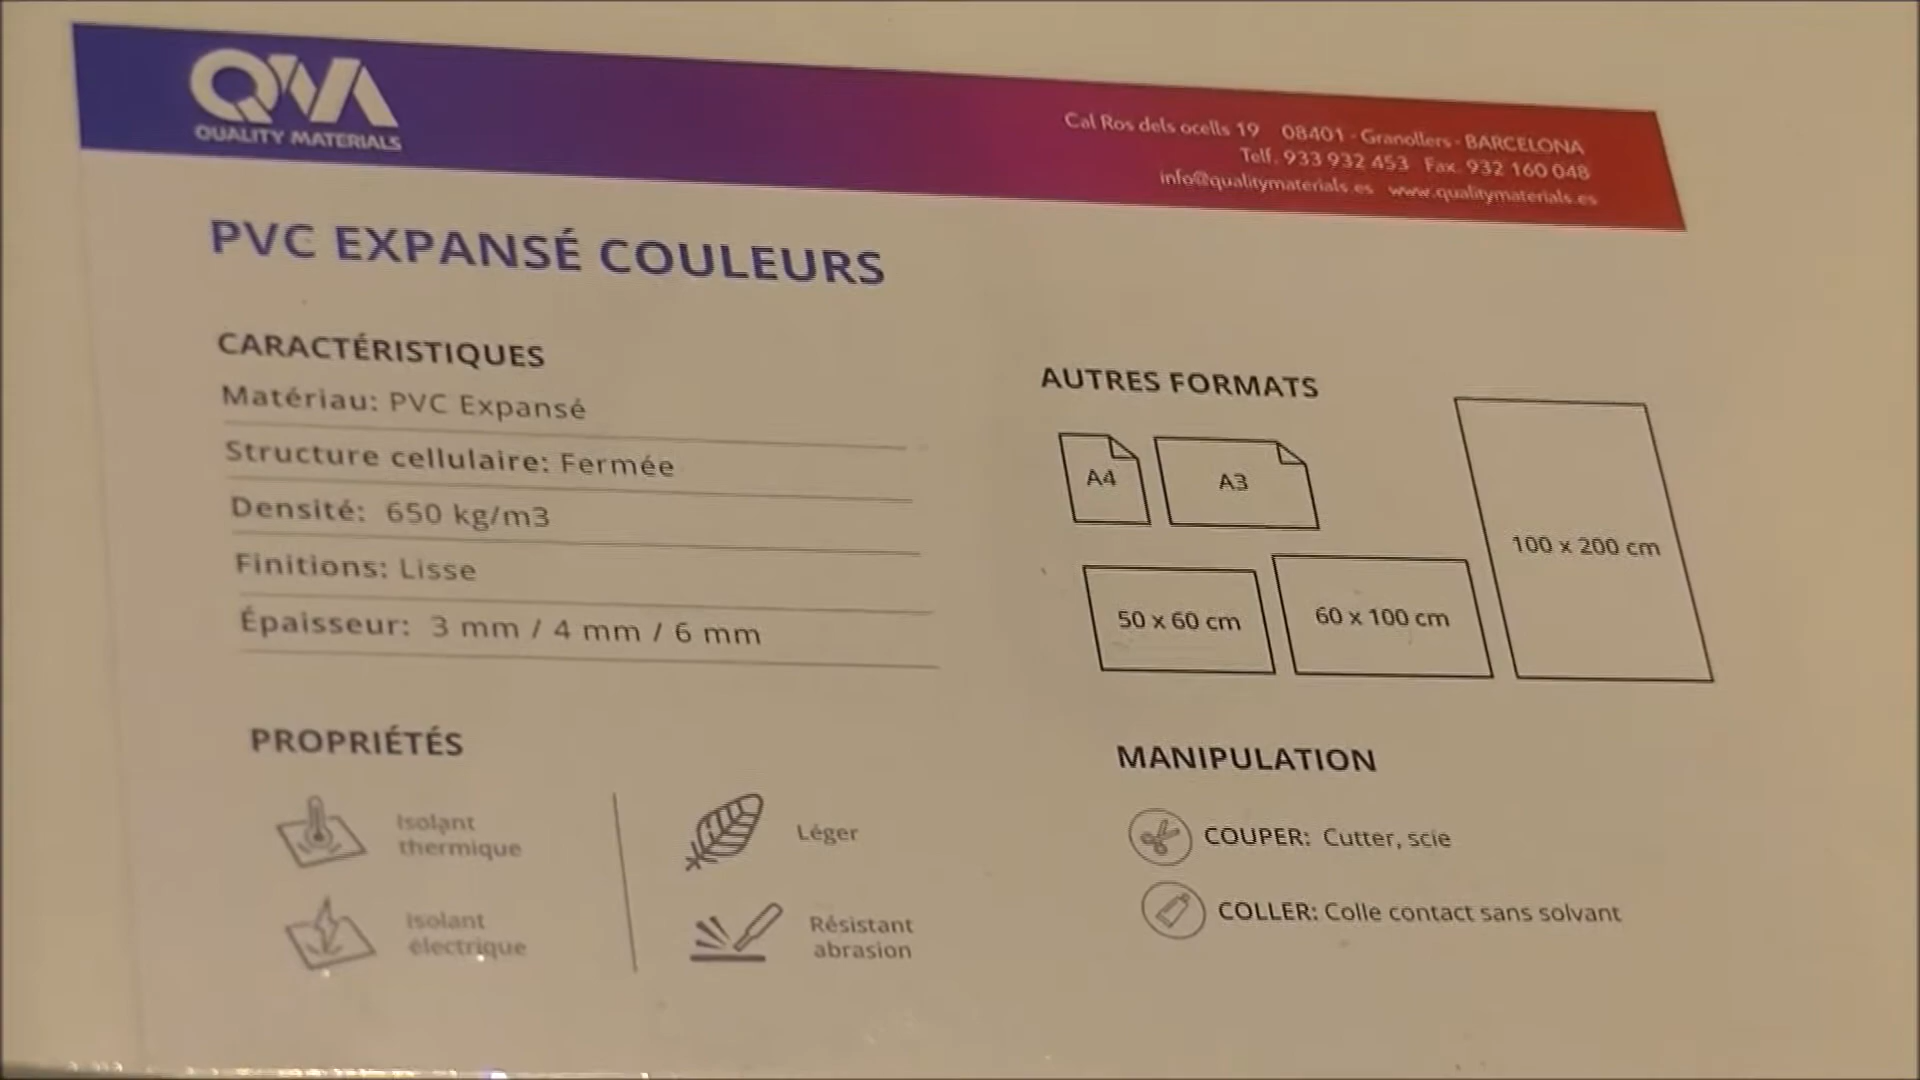 QMA
QUALITY MATERIALS
Cal Ros dels ocells 19 08401 - Granollers - BARCELONA
Telf. 933 932 453 Fax. 932 160 048
info@qualitymaterials.es www.qualitymaterials.es
PVC EXPANSÉ COULEURS
CARACTÉRISTIQUES
Matériau: PVC Expansé
Structure cellulaire: Fermée
Densité: 650 kg/m3
Finitions: Lisse
Épaisseur: 3 mm / 4 mm / 6 mm
AUTRES FORMATS
A4
A3
50 x 60 cm
60 x 100 cm
100 x 200 cm
PROPRIÉTÉS
Isolant
thermique
Léger
Isolant
électrique
Résistant
abrasion
MANIPULATION
COUPER: Cutter, scie
COLLER: Colle contact sans solvant